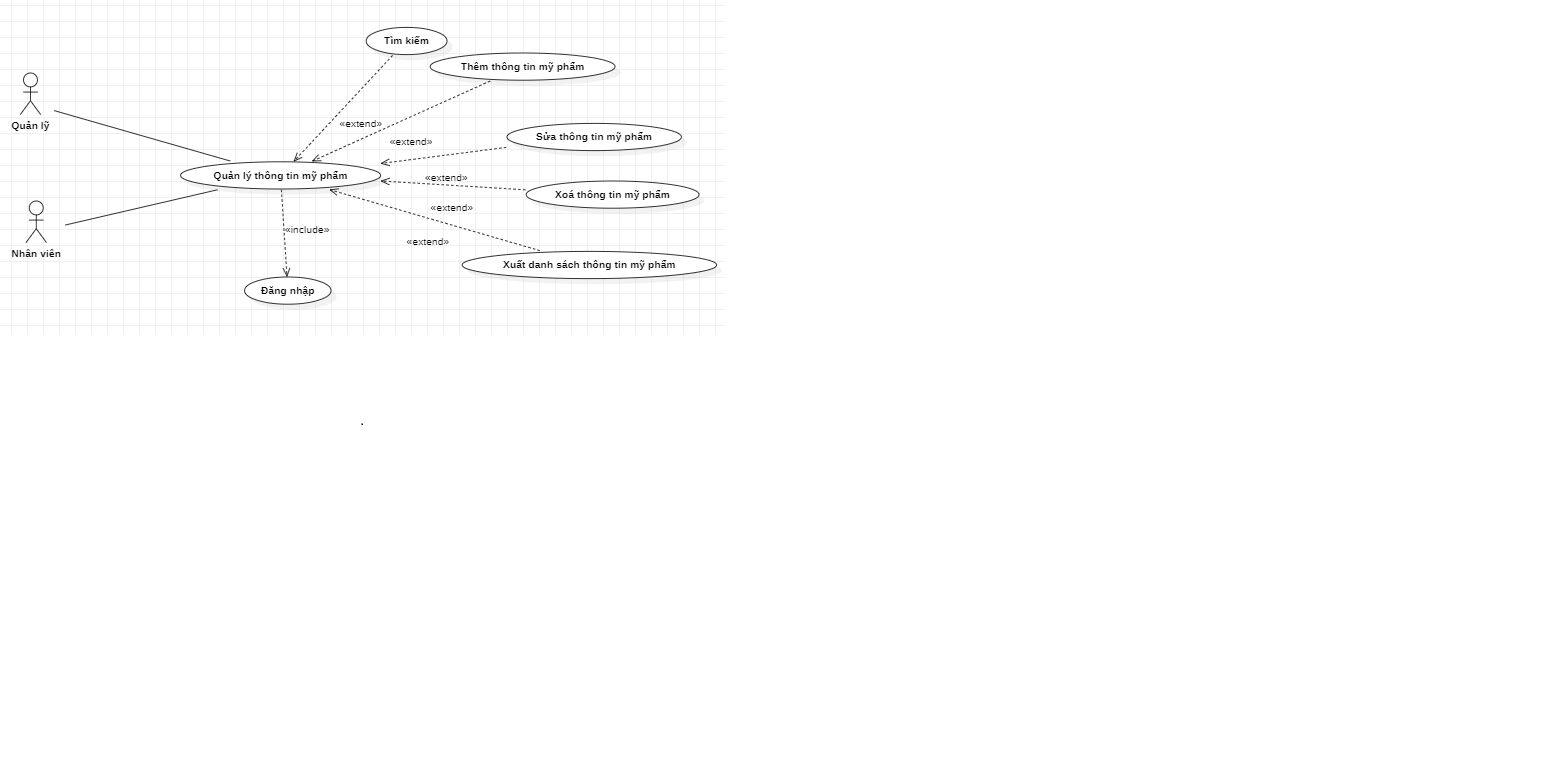 Tìm kiếm
Thêm thông tin mỹ phẩm
Quản lý
«extend»
Sửa thông tin mỹ phẩm
«extend»
Quản lý thông tin mỹ phẩm
«extend»
Xoá thông tin mỹ phẩm
«extend»
Nhân viên
«include»
«extend»
Xuất danh sách thông tin mỹ phẩm
Đăng nhập
.